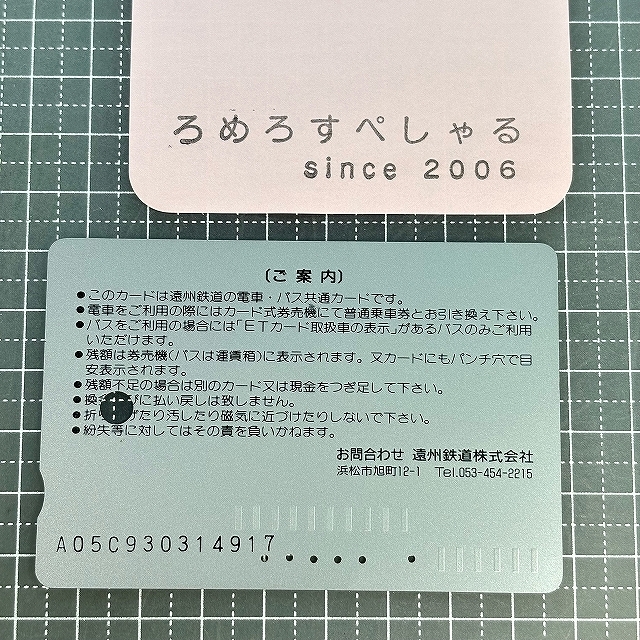 ろめろすぺしゃる
since 2006
〔ご案内〕
●このカードは遠州鉄道の電車・バス共通カードです。
●電車をご利用の際にはカード式券売機にて普通乗車券とお引き換え下さい。
●バスをご利用の場合には「ETカード取扱車の表示」があるバスのみご利用
いただけます。
●残額は券売機(バスは運賃箱)に表示されます。又カードにもパンチ穴で目
安表示されます。
●残額不足の場合は別のカード又は現金をつぎ足して下さい。
●換 びに払い戻しは致しません。
●折 げたり汚したり磁気に近づけたりしないで下さい。
●紛失等に対してはその責を負いかねます。
お問合わせ 遠州鉄道株式会社
浜松市旭町12-1 Tel.053-454-2215
A05C930314917